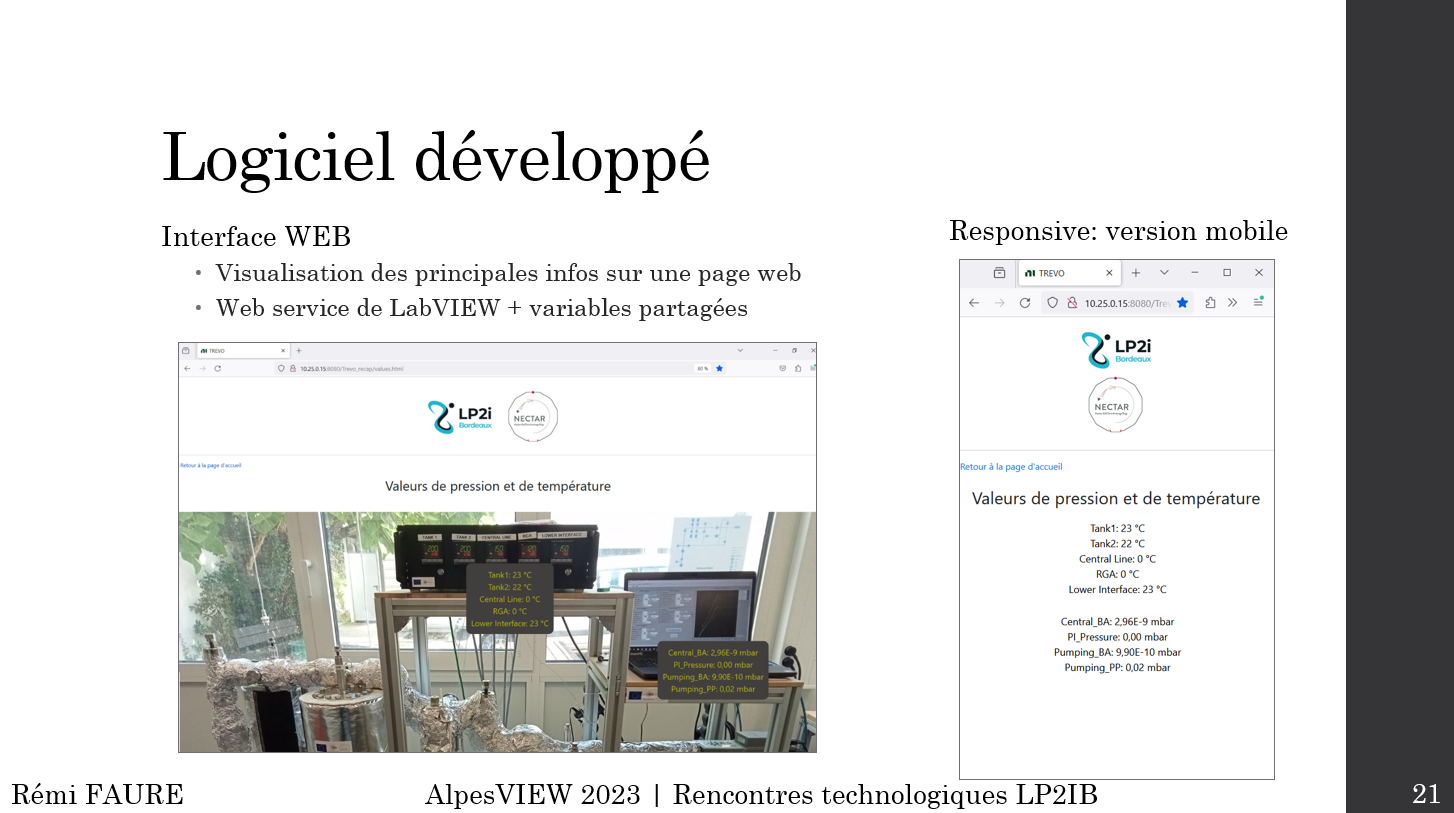 Logiciel développé
Interface WEB
• Visualisation des principales infos sur une page web
• Web service de LabVIEW + variables partagées
TREVO
10.25.0.15:8080/Trevo_recap/values.html
80 %
LP2i
Bordeaux
NECTAR
Retour à la page d'accueil
Valeurs de pression et de température
TANK 1
TANK 2
CENTRAL LINE
RGA
LOWER INTERFACE
Tank1: 23 °C
Tank2: 22 °C
Central Line: 0 °C
RGA: 0 °C
Lower Interface: 23 °C
Central_BA: 2,96E-9 mbar
PI_Pressure: 0,00 mbar
Pumping_BA: 9,90E-10 mbar
Pumping_PP: 0,02 mbar
Responsive: version mobile
TREVO
10.25.0.15:8080/Trev
LP2i
Bordeaux
NECTAR
Retour à la page d'accueil
Valeurs de pression et de température
Tank1: 23 °C
Tank2: 22 °C
Central Line: 0 °C
RGA: 0 °C
Lower Interface: 23 °C
Central_BA: 2,96E-9 mbar
PI_Pressure: 0,00 mbar
Pumping_BA: 9,90E-10 mbar
Pumping_PP: 0,02 mbar
Rémi FAURE
AlpesVIEW 2023 | Rencontres technologiques LP2IB
21